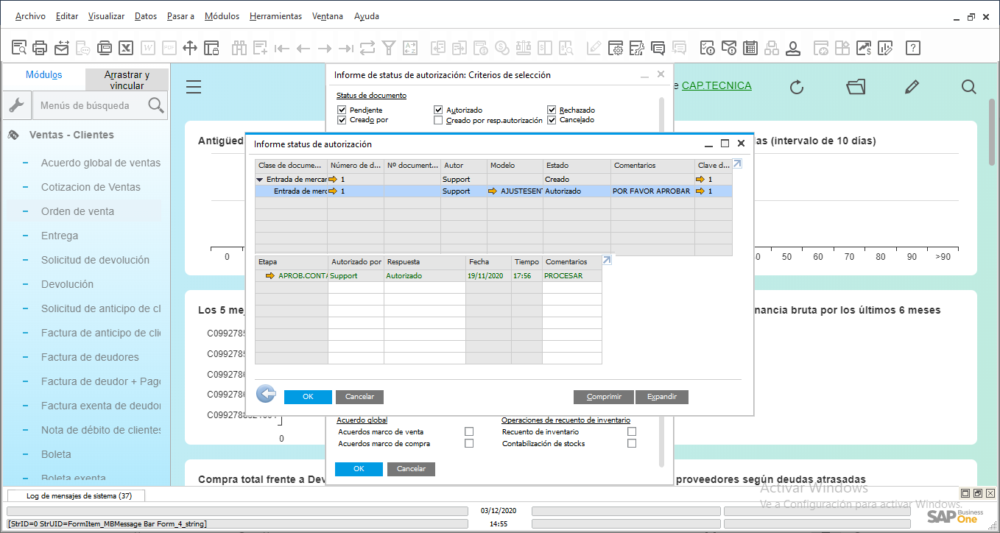 Archivo Editar Visualizar Datos Pasar a Módulos Herramientas Ventana Ayuda
Módulos
Arrastrar y vincular
Menús de búsqueda
Ventas - Clientes
Acuerdo global de ventas
Cotizacion de Ventas
Orden de venta
Entrega
Solicitud de devolución
Devolución
Solicitud de anticipo de cl
Factura de anticipo de clie
Factura de deudores
Factura de deudor + Pago
Factura exenta de deudor
Nota de débito de clientes
Boleta
Boleta exenta
Informe de status de autorización: Criterios de selección
Status de documento
Pendiente Autorizado Rechazado
Creado por Creado por resp.autorización Cancelado
e CAP.TECNICA
Antigüed
as (intervalo de 10 días)
0
50 60 70 80 90 >90
Informe status de autorización
Clase de docume... Número de d... Nº document... Autor Modelo Estado Comentarios Clave d...
Entrada de mercar 1 Support Creado 1
Entrada de merc 1 Support AJUSTESENT Autorizado POR FAVOR APROBAR 1
Etapa Autorizado por Respuesta Fecha Tiempo Comentarios
APROB.CONTA Support Autorizado 19/11/2020 17:56 PROCESAR
OK Cancelar Comprimir Expandir
Los 5 me
nancia bruta por los últimos 6 meses
0
Acuerdo global Operaciones de recuento de inventario
Acuerdos marco de venta Recuento de inventario
Acuerdos marco de compra Contabilización de stocks
OK Cancelar
Compra total frente a Dev
proveedores según deudas atrasadas
Activar Windows
Ve a Configuración para activar Windows.
Log de mensajes de sistema (37)
03/12/2020
[StrID=0 StrUID=FormItem_MBMessage Bar Form_4_string] 14:55
SAP Business One